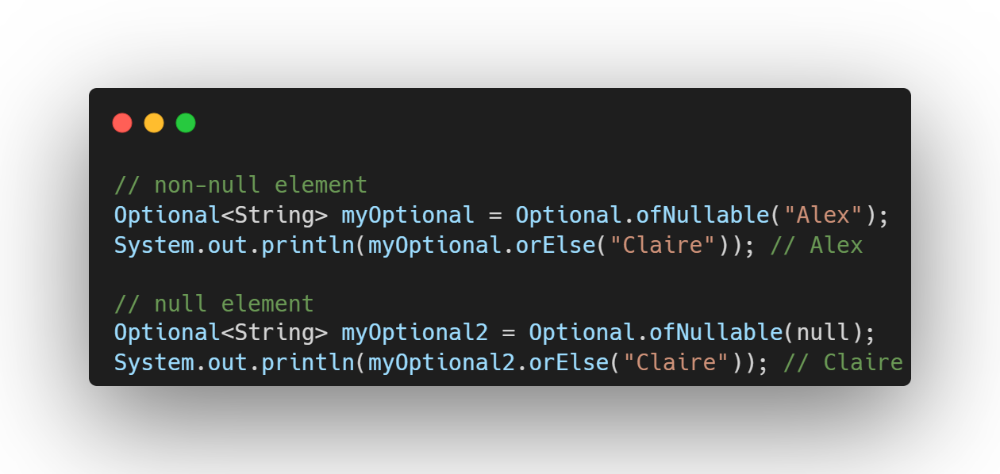 // non-null element
Optional<String> myOptional = Optional.ofNullable("Alex");
System.out.println(myOptional.orElse("Claire")); // Alex
// null element
Optional<String> myOptional2 = Optional.ofNullable(null);
System.out.println(myOptional2.orElse("Claire")); // Claire